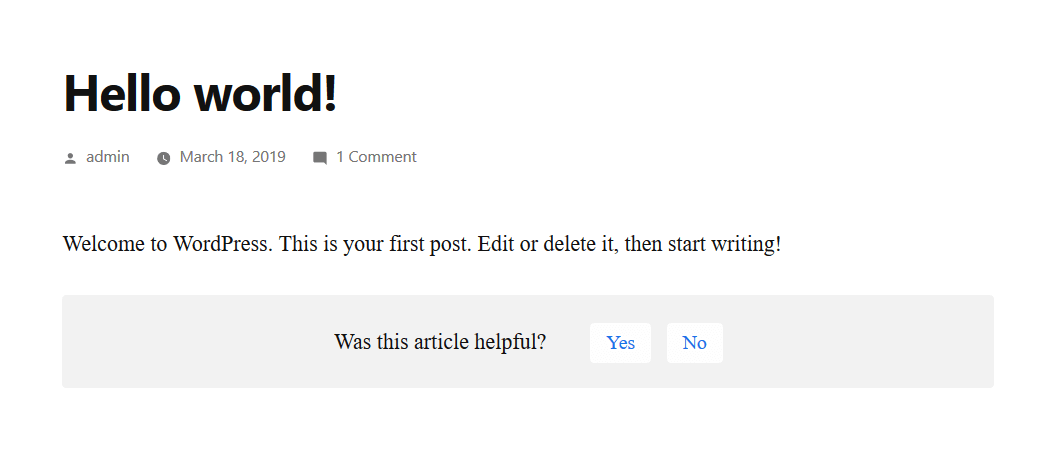 Hello world!
admin March 18, 2019 1 Comment
Welcome to WordPress. This is your first post. Edit or delete it, then start writing!
Was this article helpful? Yes No